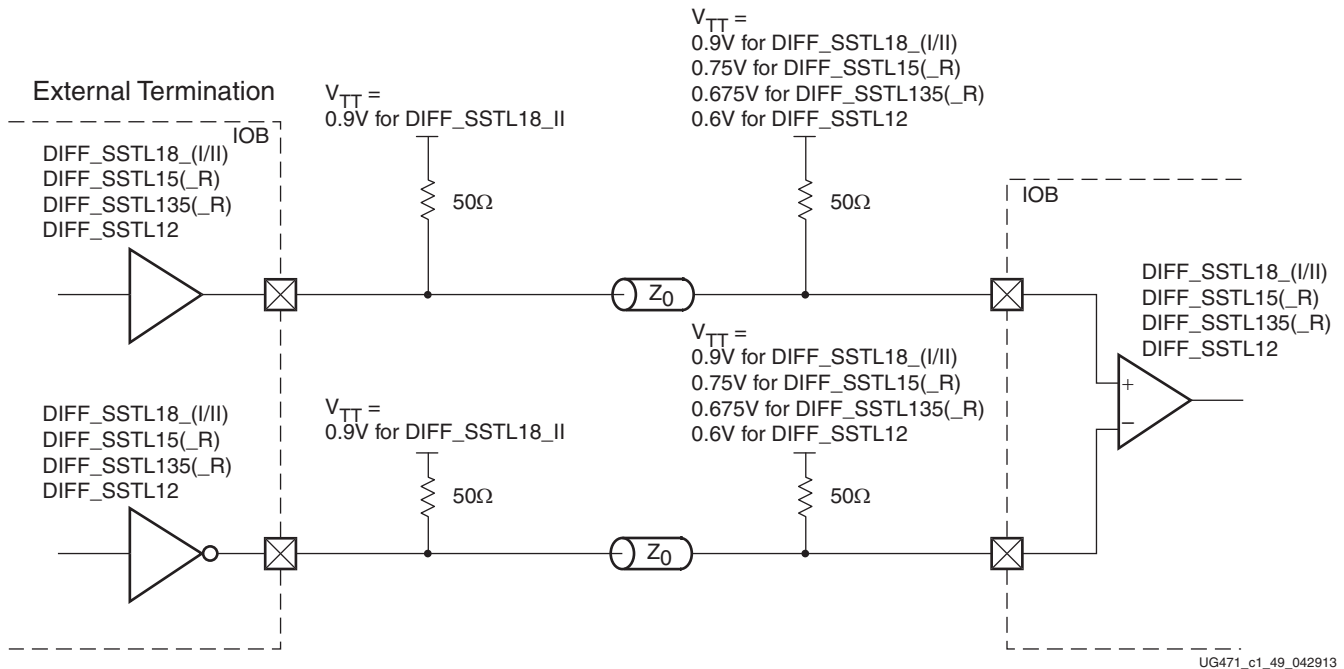 External Termination
IOB
DIFF_SSTL18_(I/II)
DIFF_SSTL15(_R)
DIFF_SSTL135(_R)
DIFF_SSTL12
VTT =
0.9V for DIFF_SSTL18_II
50Ω
Z0
VTT =
0.9V for DIFF_SSTL18_(I/II)
0.75V for DIFF_SSTL15(_R)
0.675V for DIFF_SSTL135(_R)
0.6V for DIFF_SSTL12
50Ω
IOB
DIFF_SSTL18_(I/II)
DIFF_SSTL15(_R)
DIFF_SSTL135(_R)
DIFF_SSTL12
+
−
DIFF_SSTL18_(I/II)
DIFF_SSTL15(_R)
DIFF_SSTL135(_R)
DIFF_SSTL12
VTT =
0.9V for DIFF_SSTL18_II
50Ω
Z0
VTT =
0.9V for DIFF_SSTL18_(I/II)
0.75V for DIFF_SSTL15(_R)
0.675V for DIFF_SSTL135(_R)
0.6V for DIFF_SSTL12
50Ω
UG471_c1_49_042913